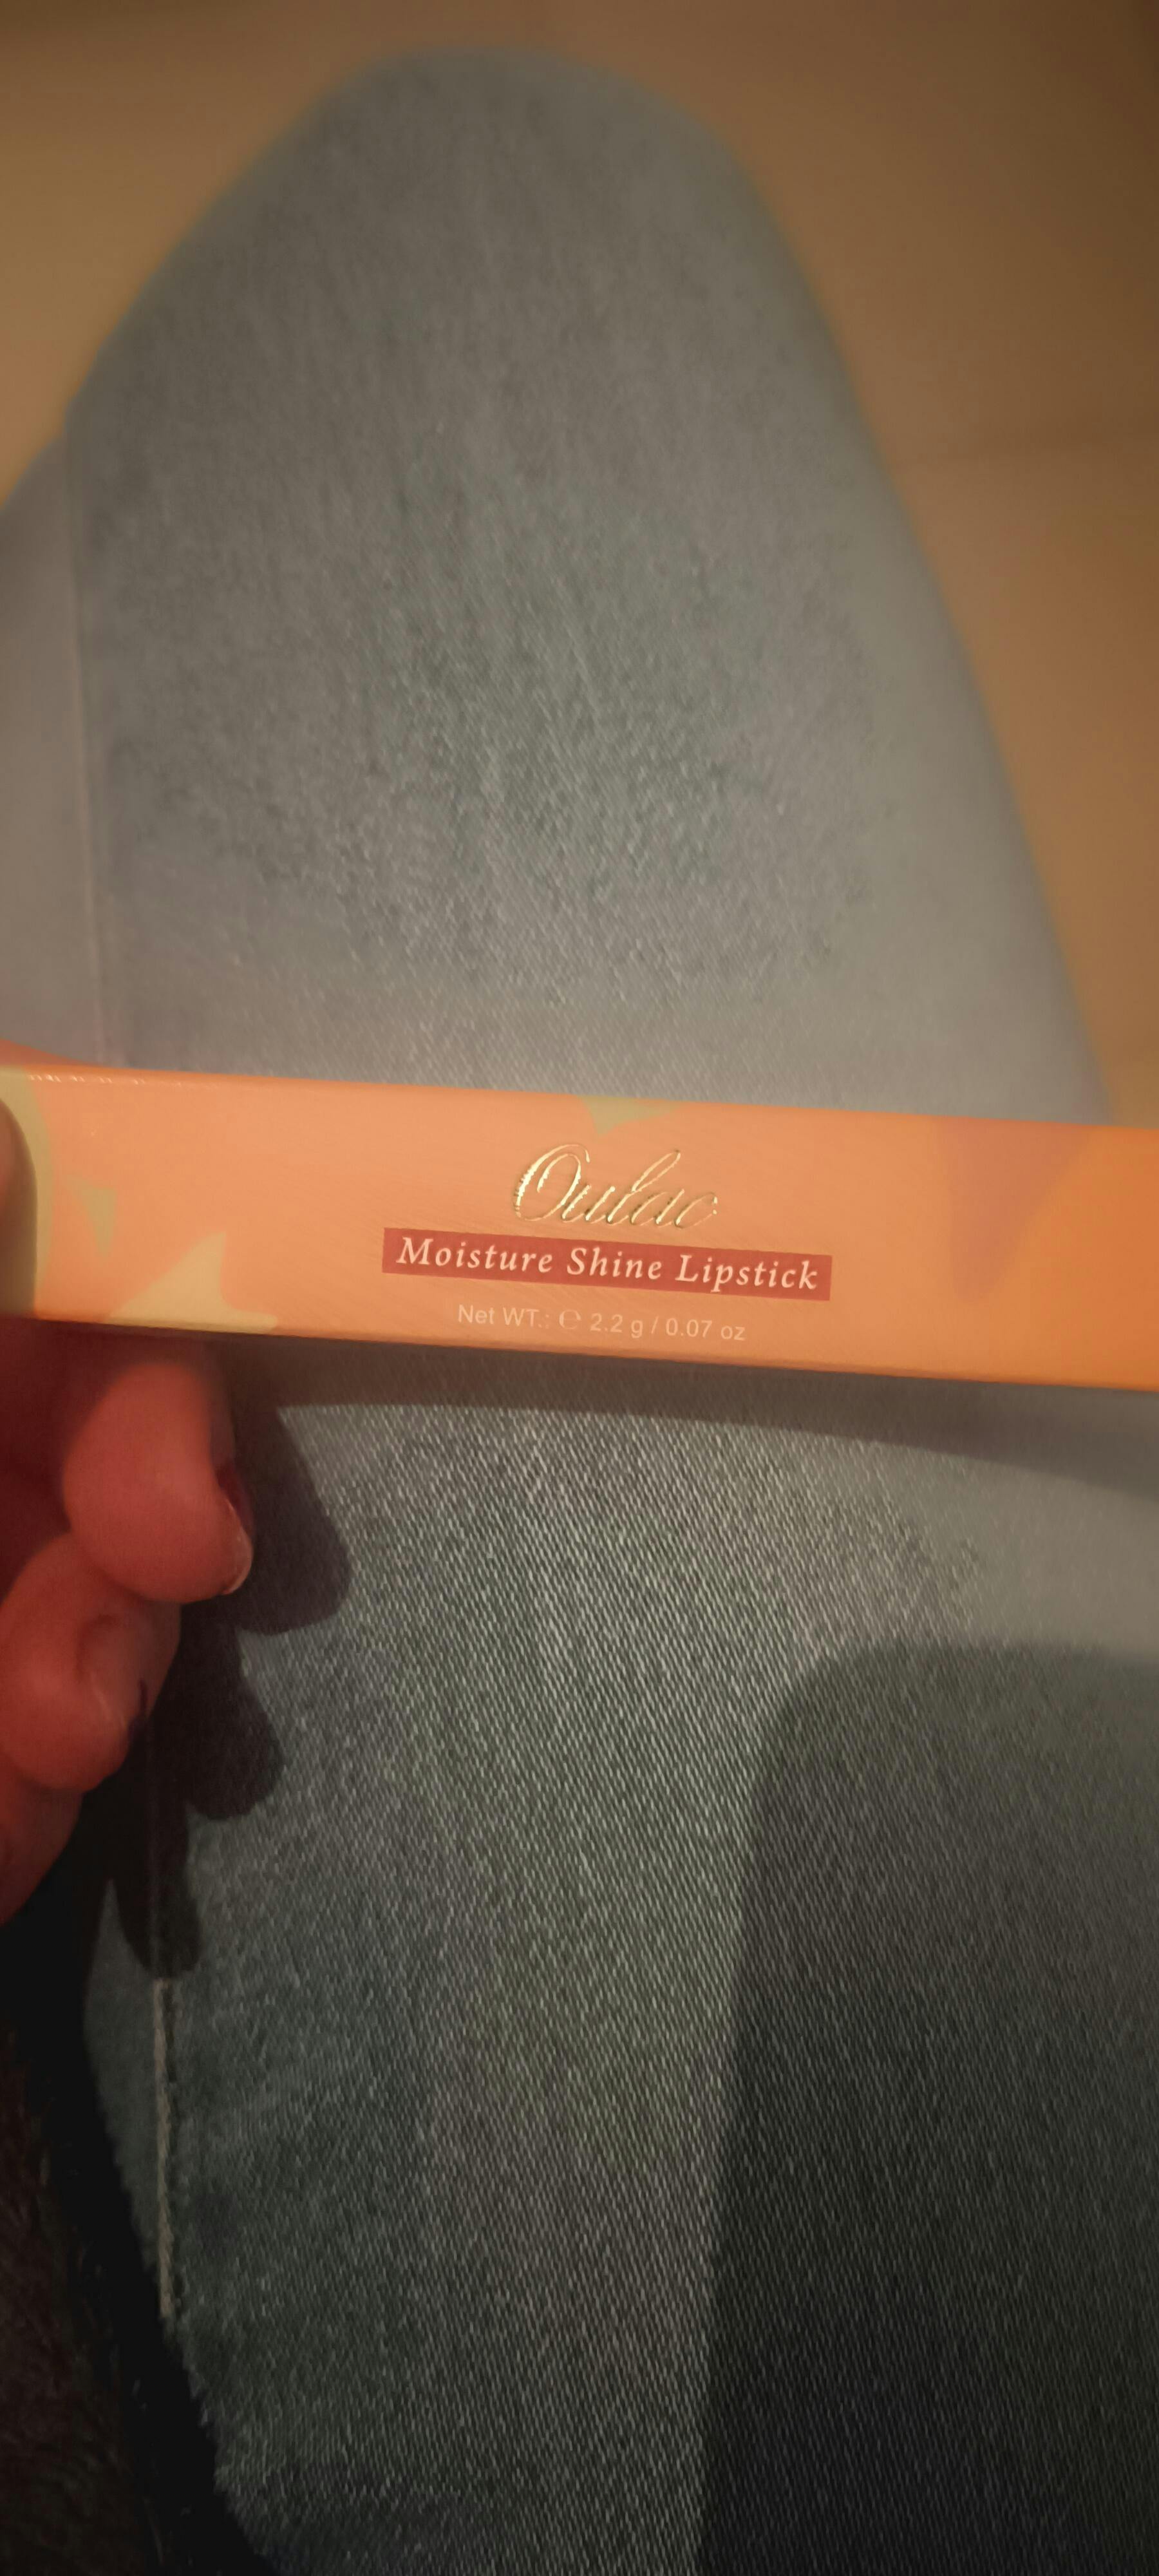 Oulac
Moisture Shine Lipstick
Net WT.: ℮ 2.2 g / 0.07 oz